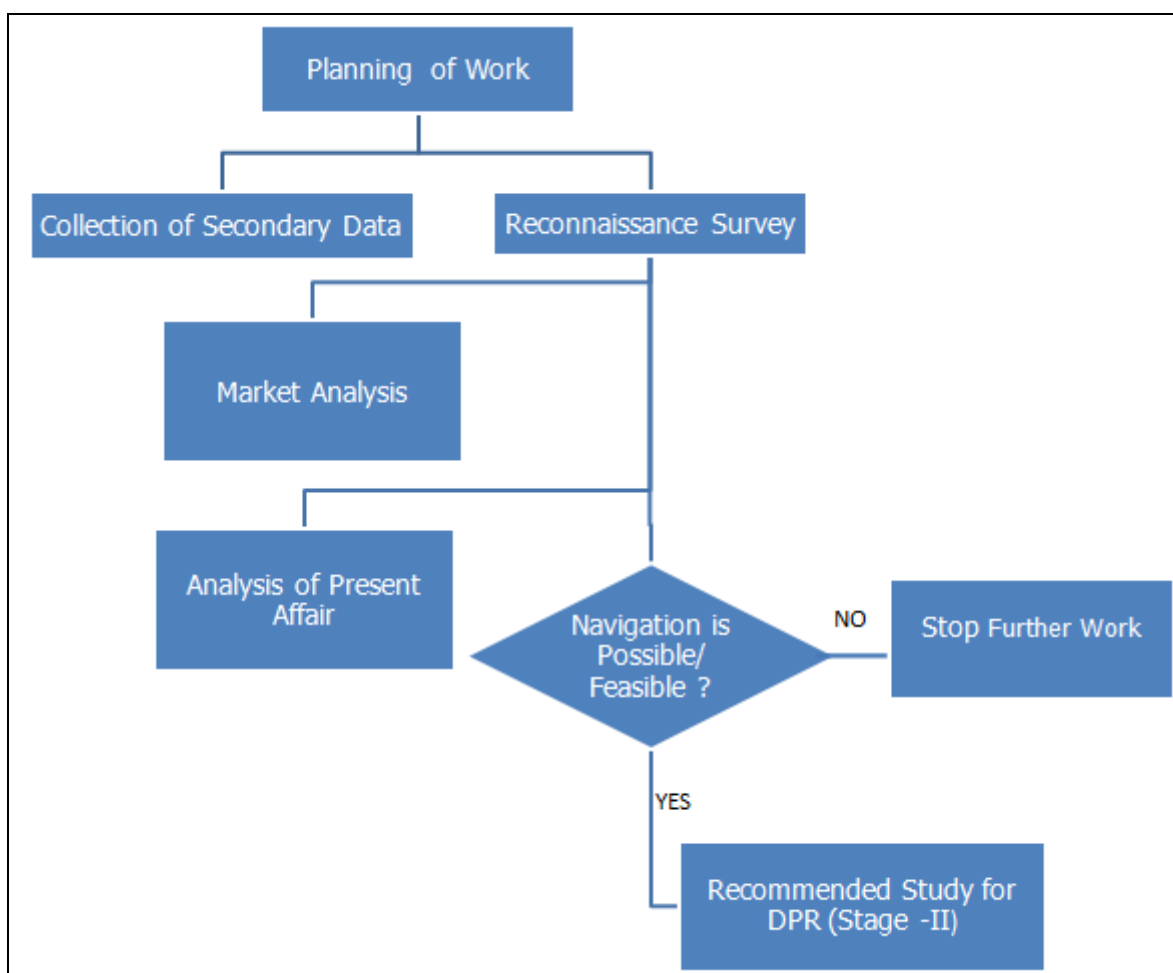 Planning of Work
Collection of Secondary Data
Reconnaissance Survey
Market Analysis
Analysis of Present
Affair
Navigation is
Possible/
Feasible ?
NO
Stop Further Work
YES
Recommended Study for
DPR (Stage -II)